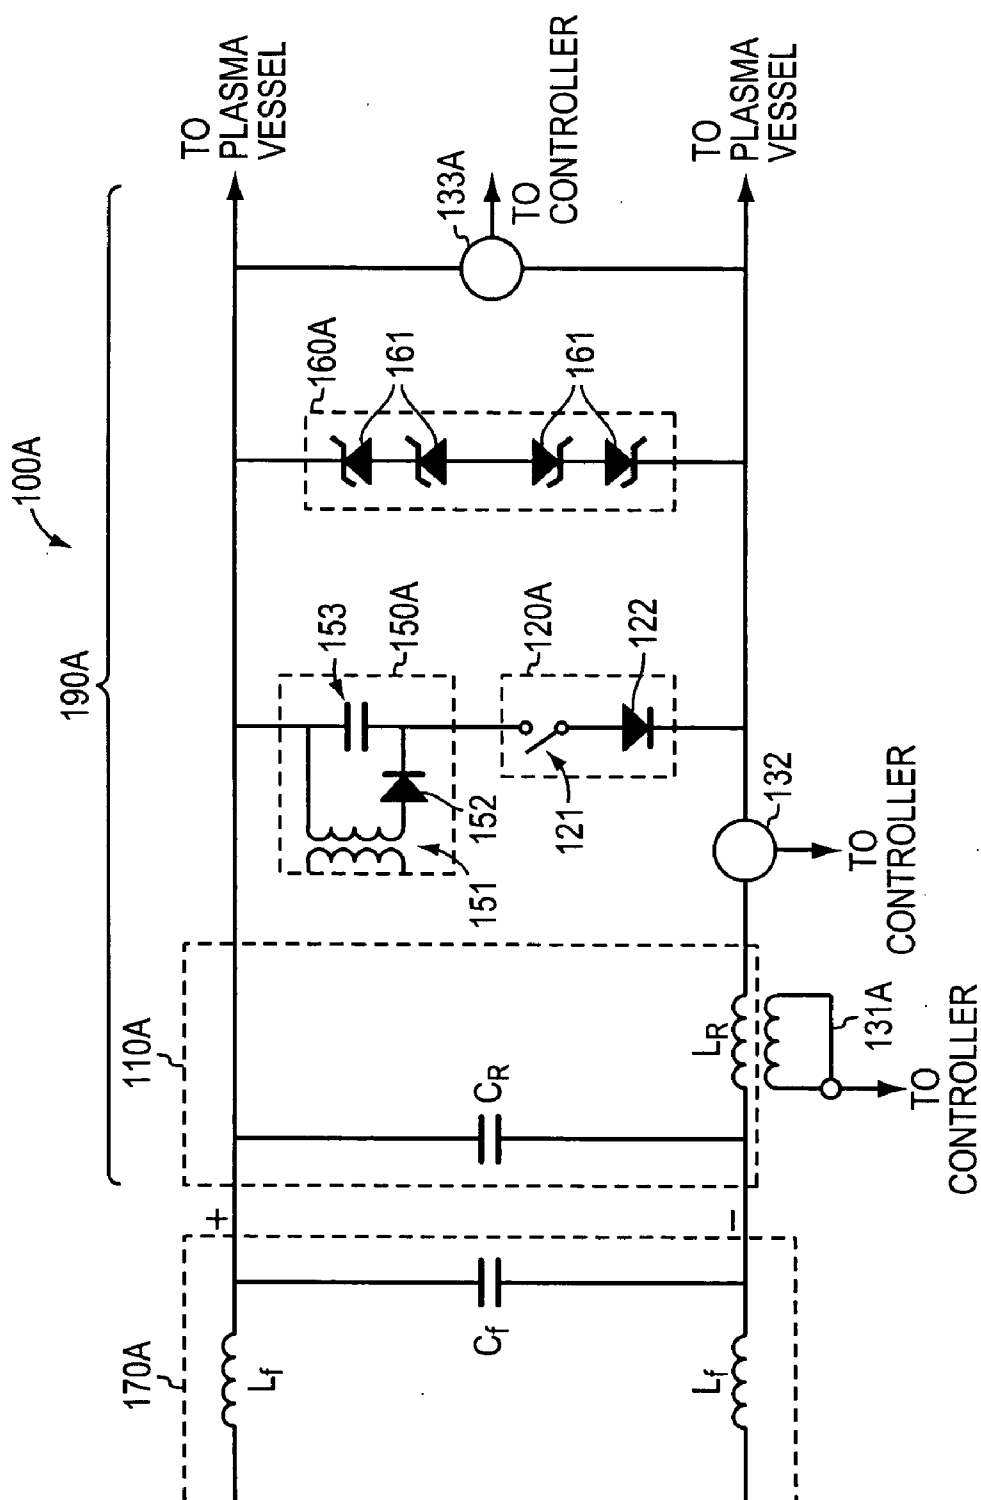 100A
190A
170A
110A
+
−
Lf
Cf
Lf
CR
LR
131A
TO
CONTROLLER
132
TO
CONTROLLER
151
152
153
150A
120A
121
122
160A
161
161
133A
TO
CONTROLLER
TO
PLASMA
VESSEL
TO
PLASMA
VESSEL